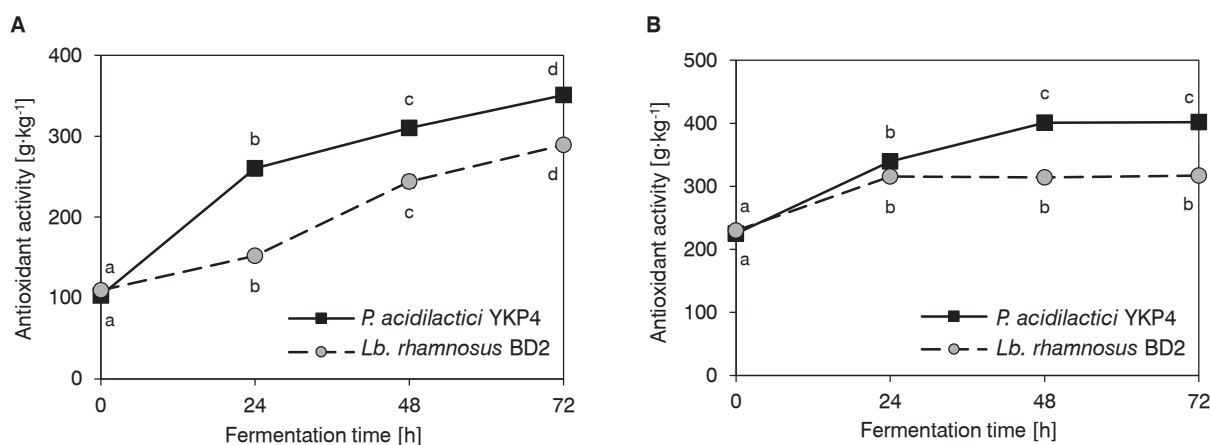 A
Antioxidant activity [g·kg⁻¹]
400
300
200
100
0
a
a
b
b
c
c
d
d
P. acidilactici YKP4
Lb. rhamnosus BD2
0
24
48
72
Fermentation time [h]
B
Antioxidant activity [g·kg⁻¹]
500
400
300
200
100
0
a
a
b
b
c
b
c
b
P. acidilactici YKP4
Lb. rhamnosus BD2
0
24
48
72
Fermentation time [h]